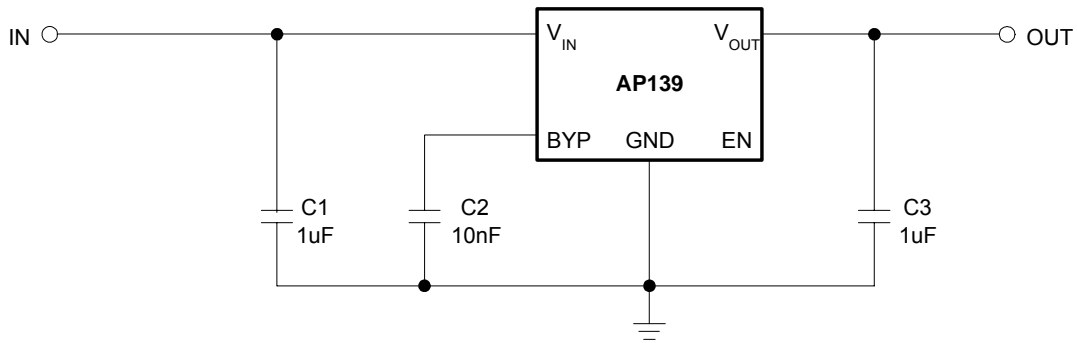 IN
V_IN
V_OUT
OUT
AP139
BYP
GND
EN
C1
1uF
C2
10nF
C3
1uF